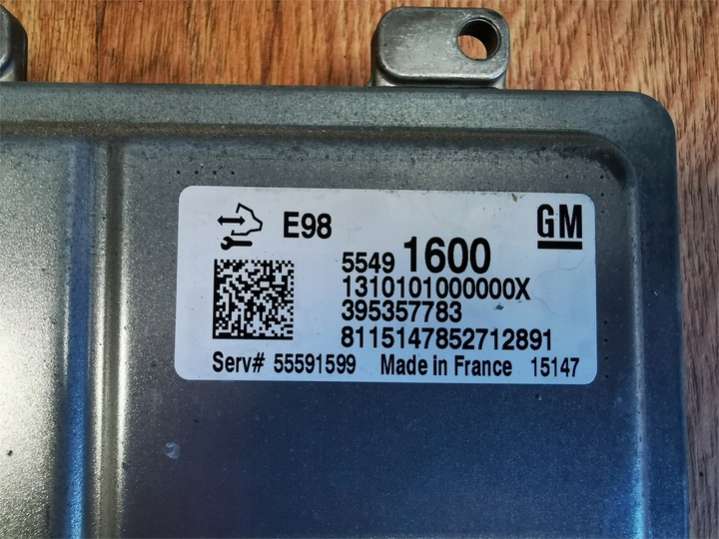 E98 GM
5549 1600
1310101000000X
395357783
8115147852712891
Serv# 55591599 Made in France 15147